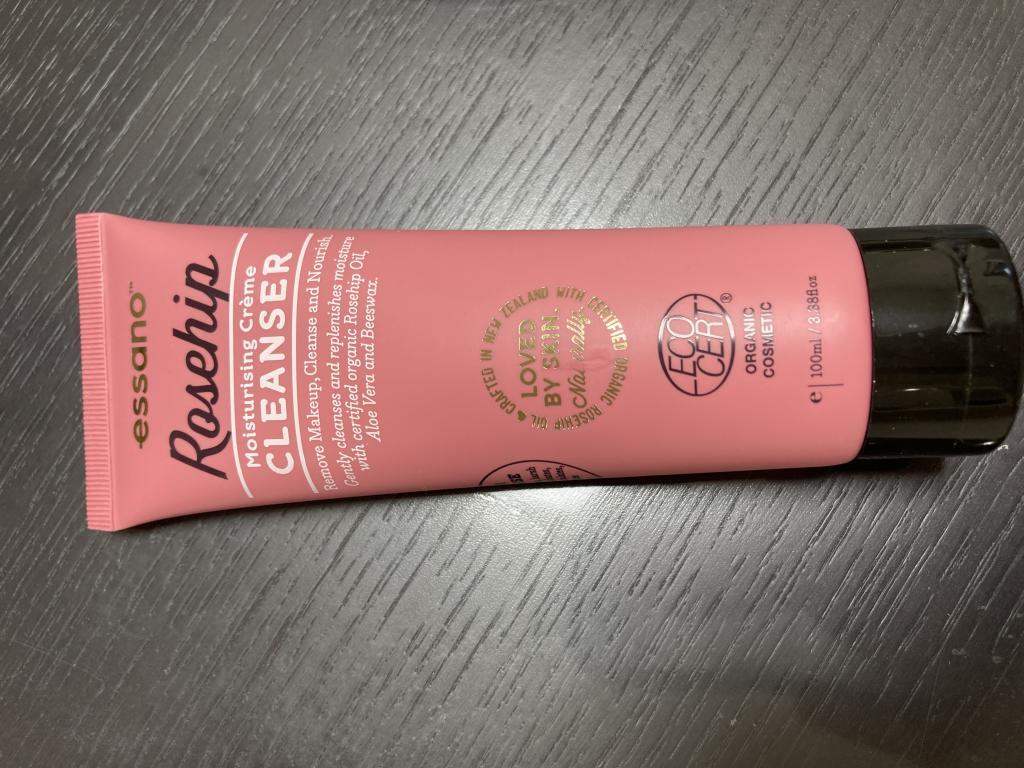 essano™
Rosehip
Moisturising Crème
CLEANSER
Remove Makeup, Cleanse and Nourish.
Gently cleanses and replenishes moisture
with certified organic Rosehip Oil,
Aloe Vera and Beeswax.
CRAFTED IN NEW ZEALAND WITH CERTIFIED ORGANIC ROSEHIP OIL
LOVED
BY SKIN.
Naturally
ECO
CERT®
ORGANIC
COSMETIC
e 100ml / 3.38floz